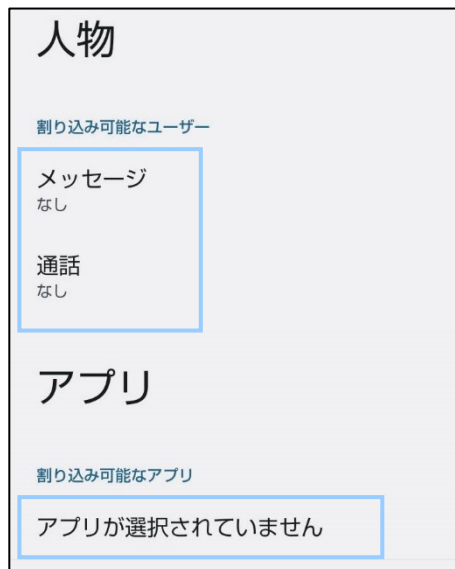 人物
割り込み可能なユーザー
メッセージ
なし
通話
なし
アプリ
割り込み可能なアプリ
アプリが選択されていません